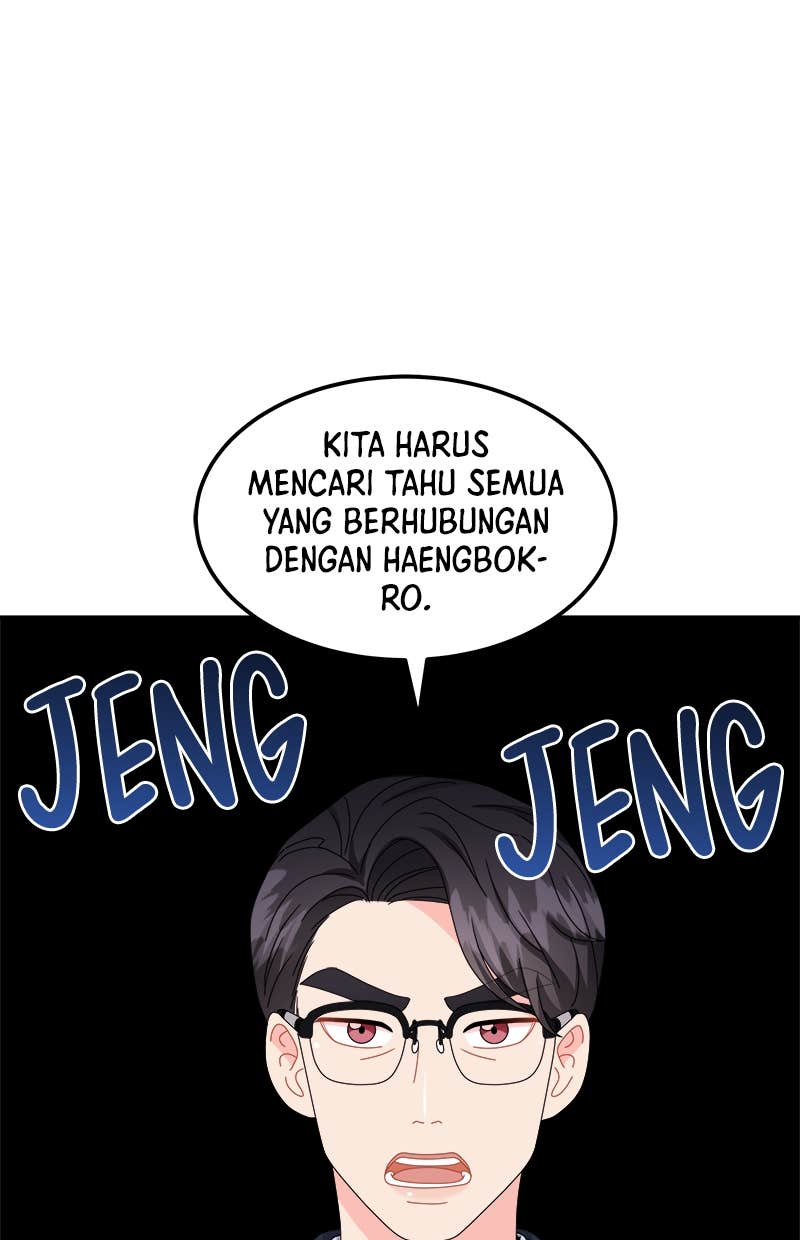 KITA HARUS
MENCARI TAHU SEMUA
YANG BERHUBUNGAN
DENGAN HAENGBOK-
RO.
JENG
JENG